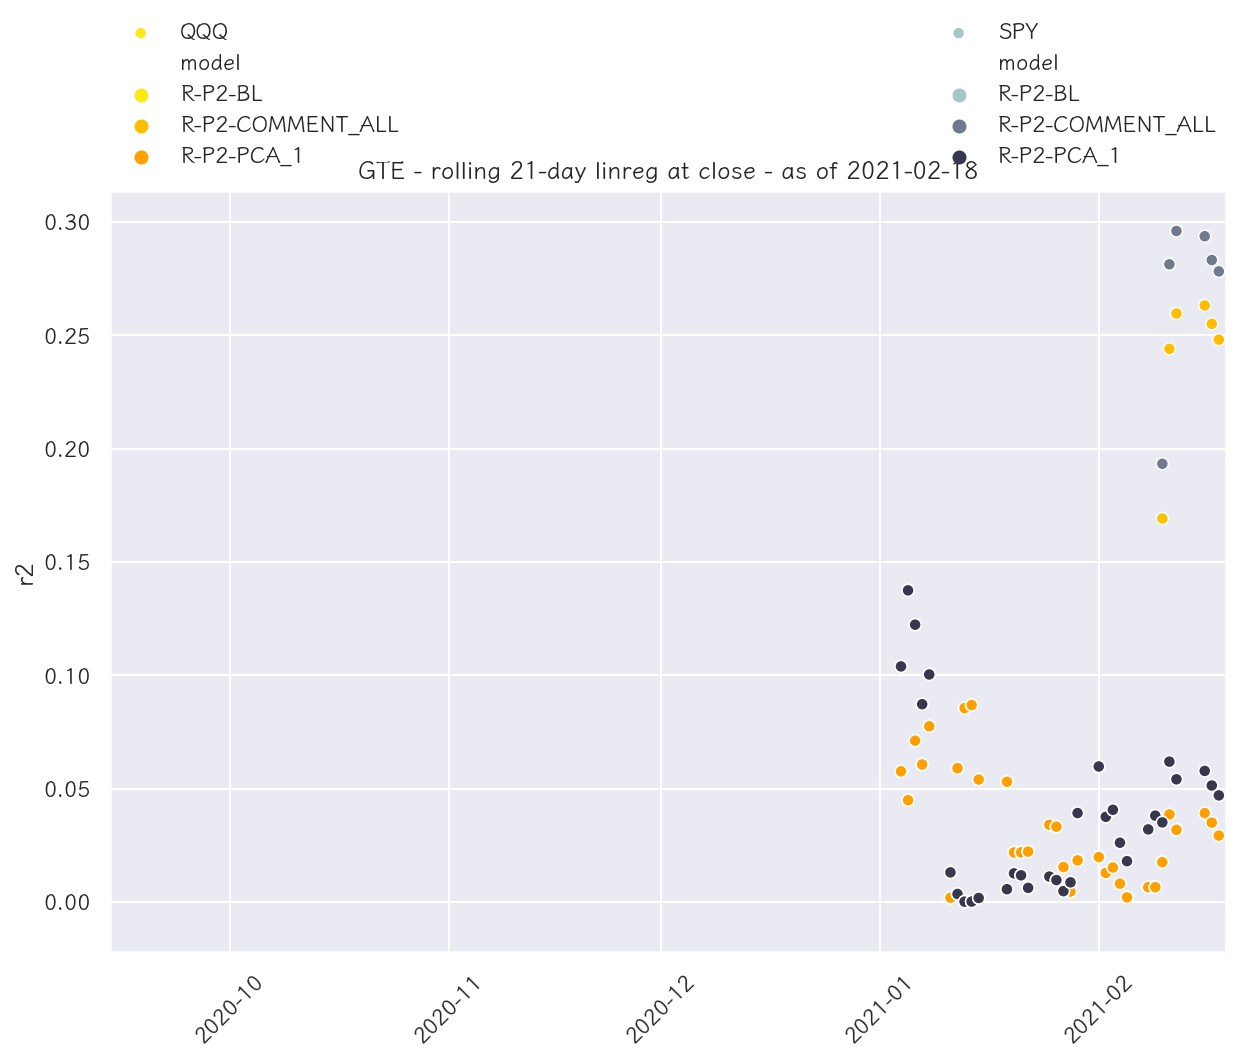 QQQ
model
R-P2-BL
R-P2-COMMENT_ALL
R-P2-PCA_1
SPY
model
R-P2-BL
R-P2-COMMENT_ALL
R-P2-PCA_1
GTE - rolling 21-day linreg at close - as of 2021-02-18
r2
0.30
0.25
0.20
0.15
0.10
0.05
0.00
2020-10
2020-11
2020-12
2021-01
2021-02